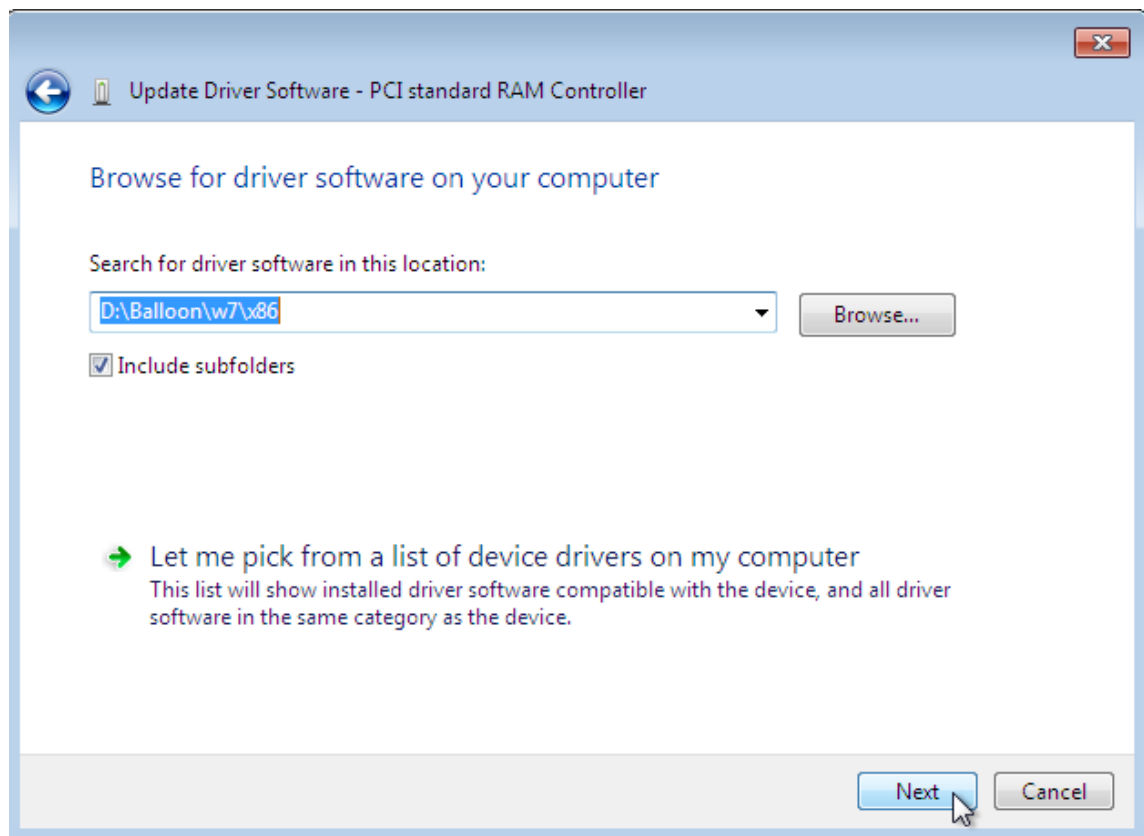 Update Driver Software - PCI standard RAM Controller
Browse for driver software on your computer
Search for driver software in this location:
D:\Balloon\w7\x86
Browse...
Include subfolders
Let me pick from a list of device drivers on my computer
This list will show installed driver software compatible with the device, and all driver
software in the same category as the device.
Next
Cancel